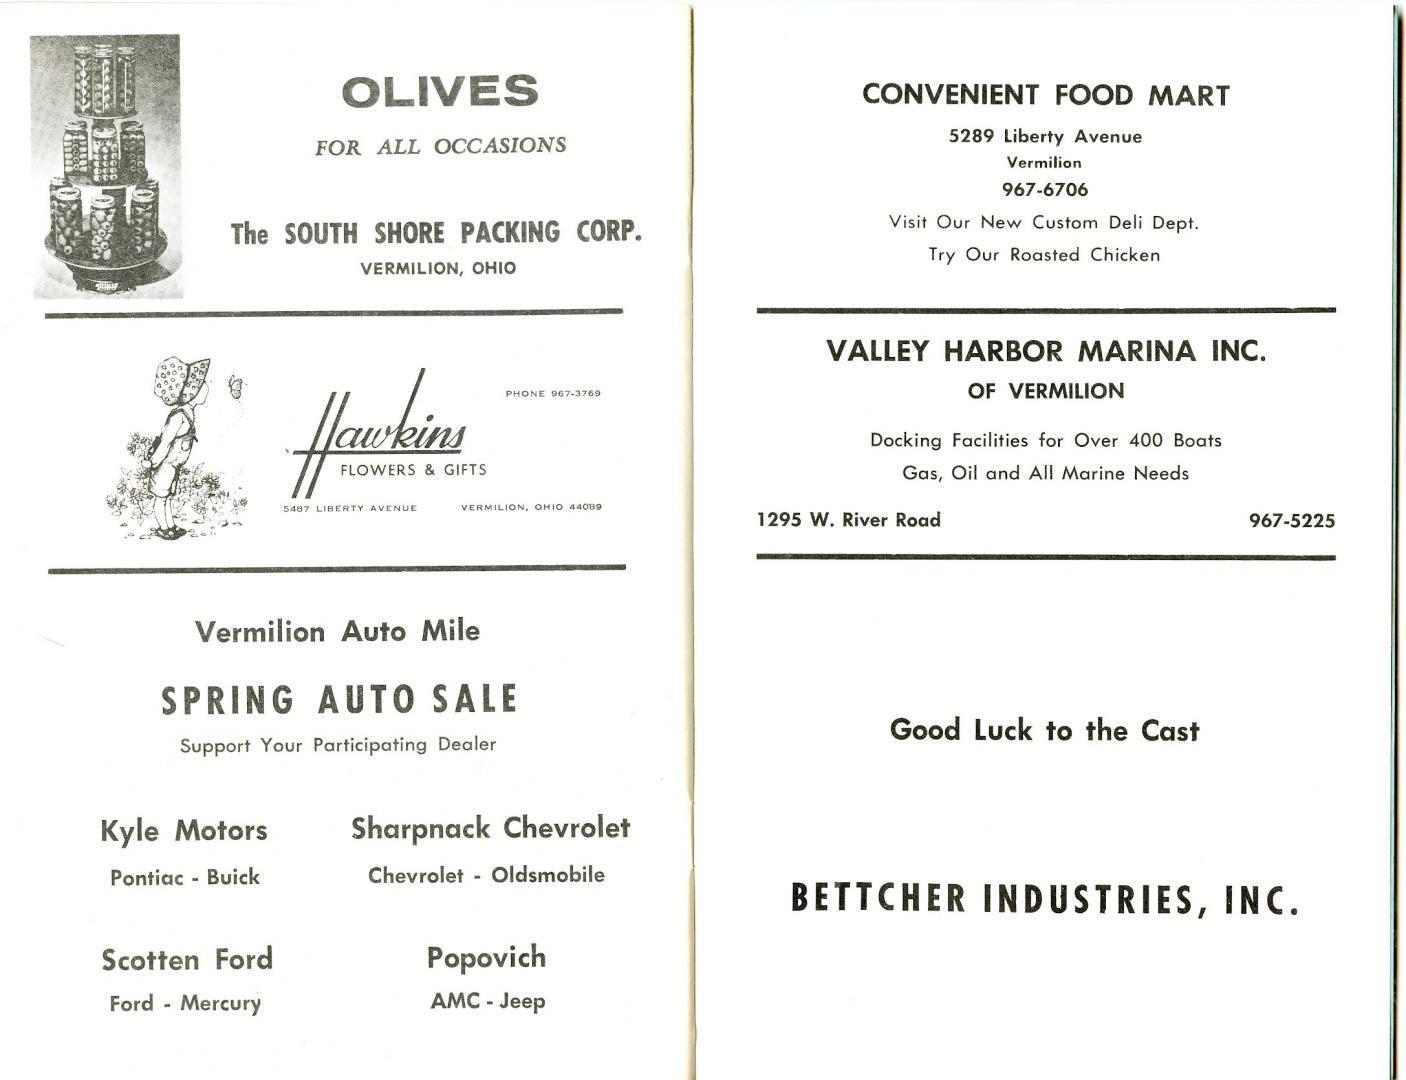 OLIVES
FOR ALL OCCASIONS
The SOUTH SHORE PACKING CORP.
VERMILION, OHIO
PHONE 967-3769
Hawkins
FLOWERS & GIFTS
5487 LIBERTY AVENUE VERMILION, OHIO 44089
Vermilion Auto Mile
SPRING AUTO SALE
Support Your Participating Dealer
Kyle Motors Sharpnack Chevrolet
Pontiac - Buick Chevrolet - Oldsmobile
Scotten Ford Popovich
Ford - Mercury AMC - Jeep
CONVENIENT FOOD MART
5289 Liberty Avenue
Vermilion
967-6706
Visit Our New Custom Deli Dept.
Try Our Roasted Chicken
VALLEY HARBOR MARINA INC.
OF VERMILION
Docking Facilities for Over 400 Boats
Gas, Oil and All Marine Needs
1295 W. River Road 967-5225
Good Luck to the Cast
BETTCHER INDUSTRIES, INC.